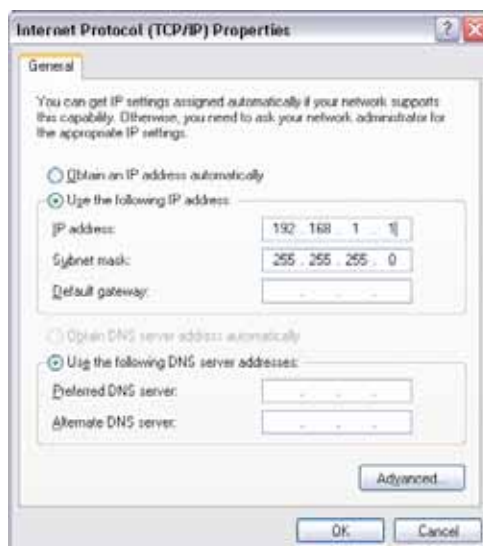 Internet Protocol (TCP/IP) Properties
General
You can get IP settings assigned automatically if your network supports
this capability. Otherwise, you need to ask your network administrator for
the appropriate IP settings.
Obtain an IP address automatically
Use the following IP address:
IP address: 192 . 168 . 1 . 1
Subnet mask: 255 . 255 . 255 . 0
Default gateway: . . .
Obtain DNS server address automatically
Use the following DNS server addresses:
Preferred DNS server: . . .
Alternate DNS server: . . .
Advanced...
OK Cancel